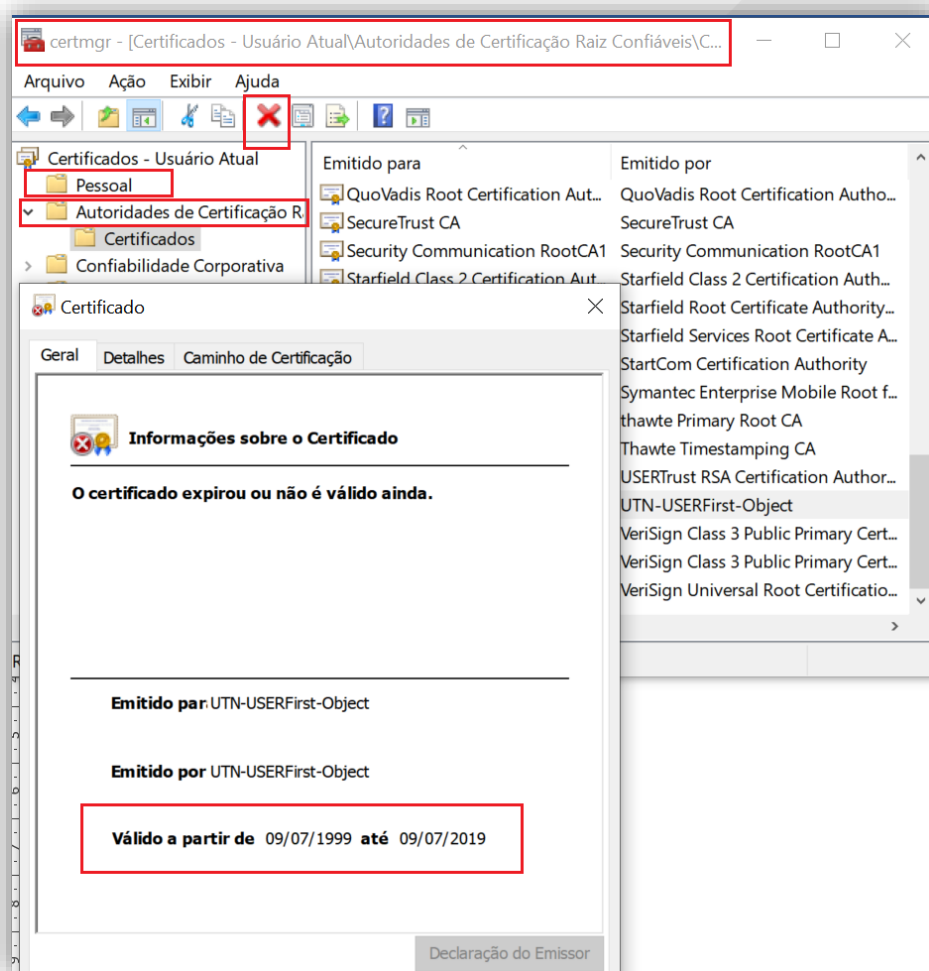 certmgr - [Certificados - Usuário Atual\Autoridades de Certificação Raiz Confiáveis\C...
Arquivo Ação Exibir Ajuda
Certificados - Usuário Atual
Pessoal
Autoridades de Certificação R
Certificados
Confiabilidade Corporativa
Emitido para Emitido por
QuoVadis Root Certification Aut... QuoVadis Root Certification Autho...
SecureTrust CA SecureTrust CA
Security Communication RootCA1 Security Communication RootCA1
Starfield Class 2 Certification Aut... Starfield Class 2 Certification Auth...
Starfield Root Certificate Authority...
Starfield Services Root Certificate A...
StartCom Certification Authority
Symantec Enterprise Mobile Root f...
thawte Primary Root CA
Thawte Timestamping CA
USERTrust RSA Certification Author...
UTN-USERFirst-Object
VeriSign Class 3 Public Primary Cert...
VeriSign Class 3 Public Primary Cert...
VeriSign Universal Root Certificatio...
Certificado
Geral Detalhes Caminho de Certificação
Informações sobre o Certificado
O certificado expirou ou não é válido ainda.
Emitido par UTN-USERFirst-Object
Emitido por UTN-USERFirst-Object
Válido a partir de 09/07/1999 até 09/07/2019
Declaração do Emissor